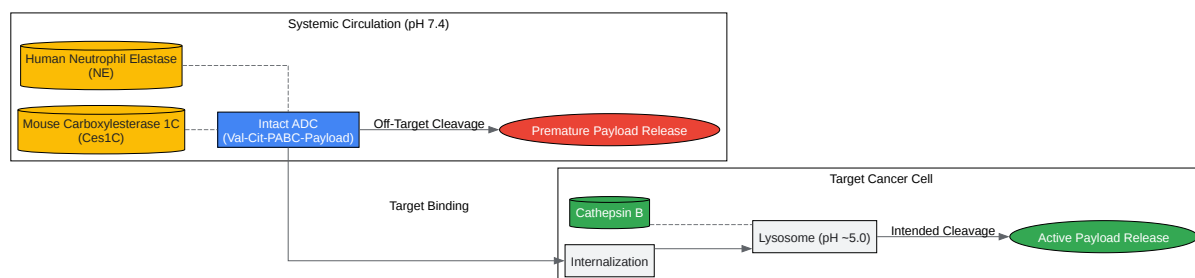 Systemic Circulation (pH 7.4)
Human Neutrophil Elastase
(NE)
Mouse Carboxylesterase 1C
(Ces1C)
Intact ADC
(Val-Cit-PABC-Payload)
Off-Target Cleavage
Premature Payload Release
Target Binding
Target Cancer Cell
Cathepsin B
Internalization
Lysosome (pH ~5.0)
Intended Cleavage
Active Payload Release